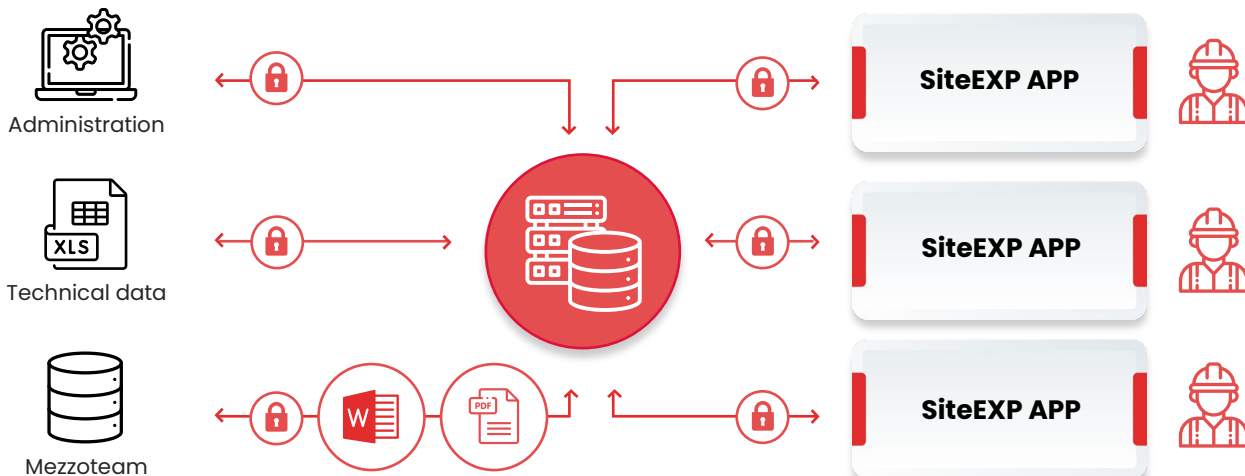 Administration
SiteEXP APP
XLS
Technical data
SiteEXP APP
W
PDF
Mezzoteam
SiteEXP APP